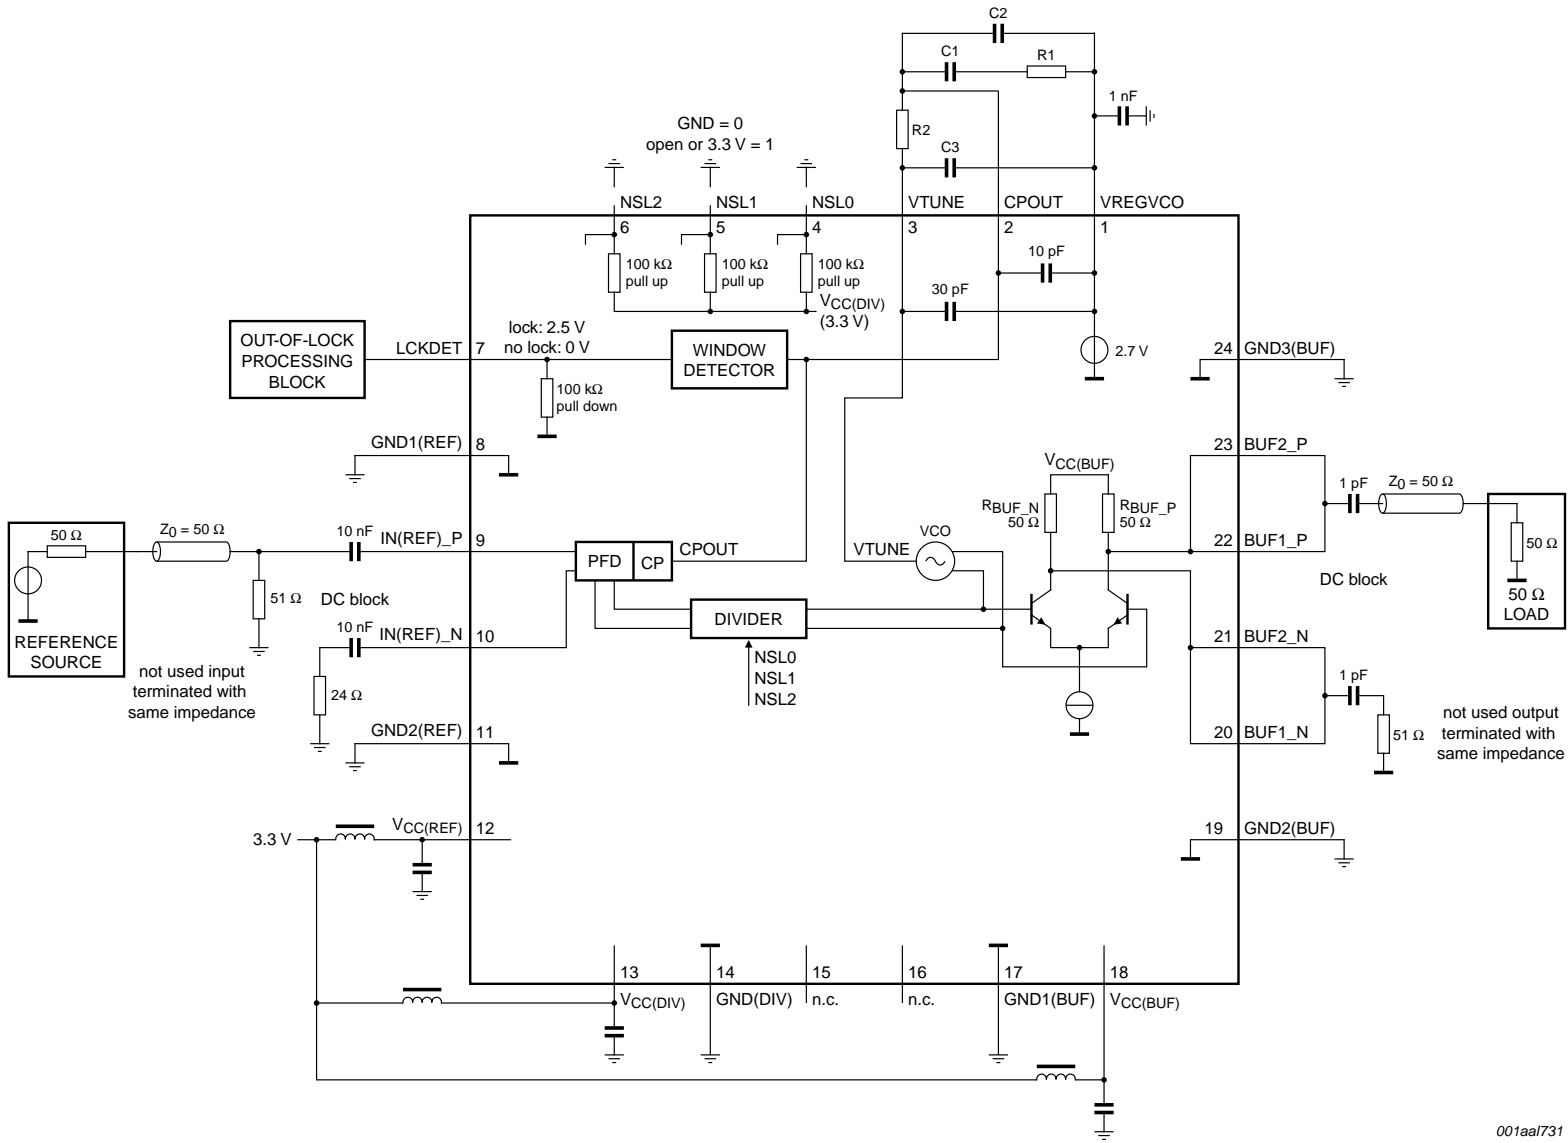 C2
C1
R1
1 nF
GND = 0
open or 3.3 V = 1
R2
C3
NSL2
NSL1
NSL0
VTUNE
CPOUT
VREGVCO
6
5
4
3
2
1
100 kΩ
pull up
100 kΩ
pull up
100 kΩ
pull up
10 pF
30 pF
VCC(DIV)
(3.3 V)
OUT-OF-LOCK
PROCESSING
BLOCK
LCKDET
7
lock: 2.5 V
no lock: 0 V
WINDOW
DETECTOR
2.7 V
24
GND3(BUF)
100 kΩ
pull down
GND1(REF)
8
23
BUF2_P
VCC(BUF)
RBUF_N
50 Ω
RBUF_P
50 Ω
1 pF
Z0 = 50 Ω
50 Ω
Z0 = 50 Ω
10 nF
IN(REF)_P
9
PFD
CP
CPOUT
VTUNE
VCO
22
BUF1_P
50 Ω
DC block
50 Ω
LOAD
51 Ω
DC block
REFERENCE
SOURCE
10 nF
IN(REF)_N
10
DIVIDER
NSL0
NSL1
NSL2
21
BUF2_N
not used input
terminated with
same impedance
24 Ω
1 pF
GND2(REF)
11
20
BUF1_N
51 Ω
not used output
terminated with
same impedance
3.3 V
VCC(REF)
12
19
GND2(BUF)
13
14
15
16
17
18
VCC(DIV)
GND(DIV)
n.c.
n.c.
GND1(BUF)
VCC(BUF)
001aal731